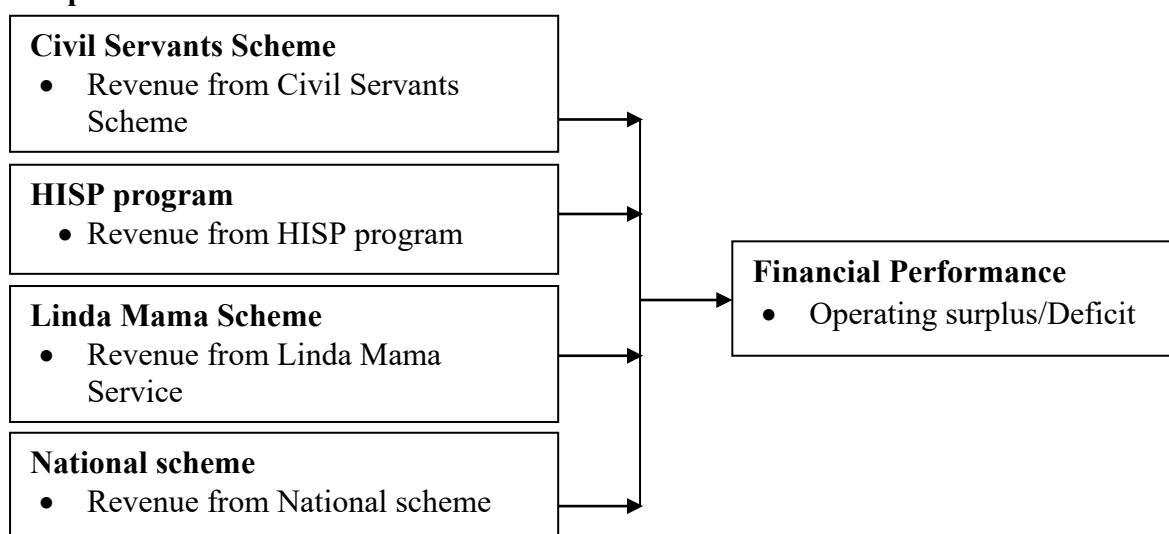 Civil Servants Scheme
• Revenue from Civil Servants
Scheme
HISP program
• Revenue from HISP program
Linda Mama Scheme
• Revenue from Linda Mama
Service
National scheme
• Revenue from National scheme
Financial Performance
• Operating surplus/Deficit